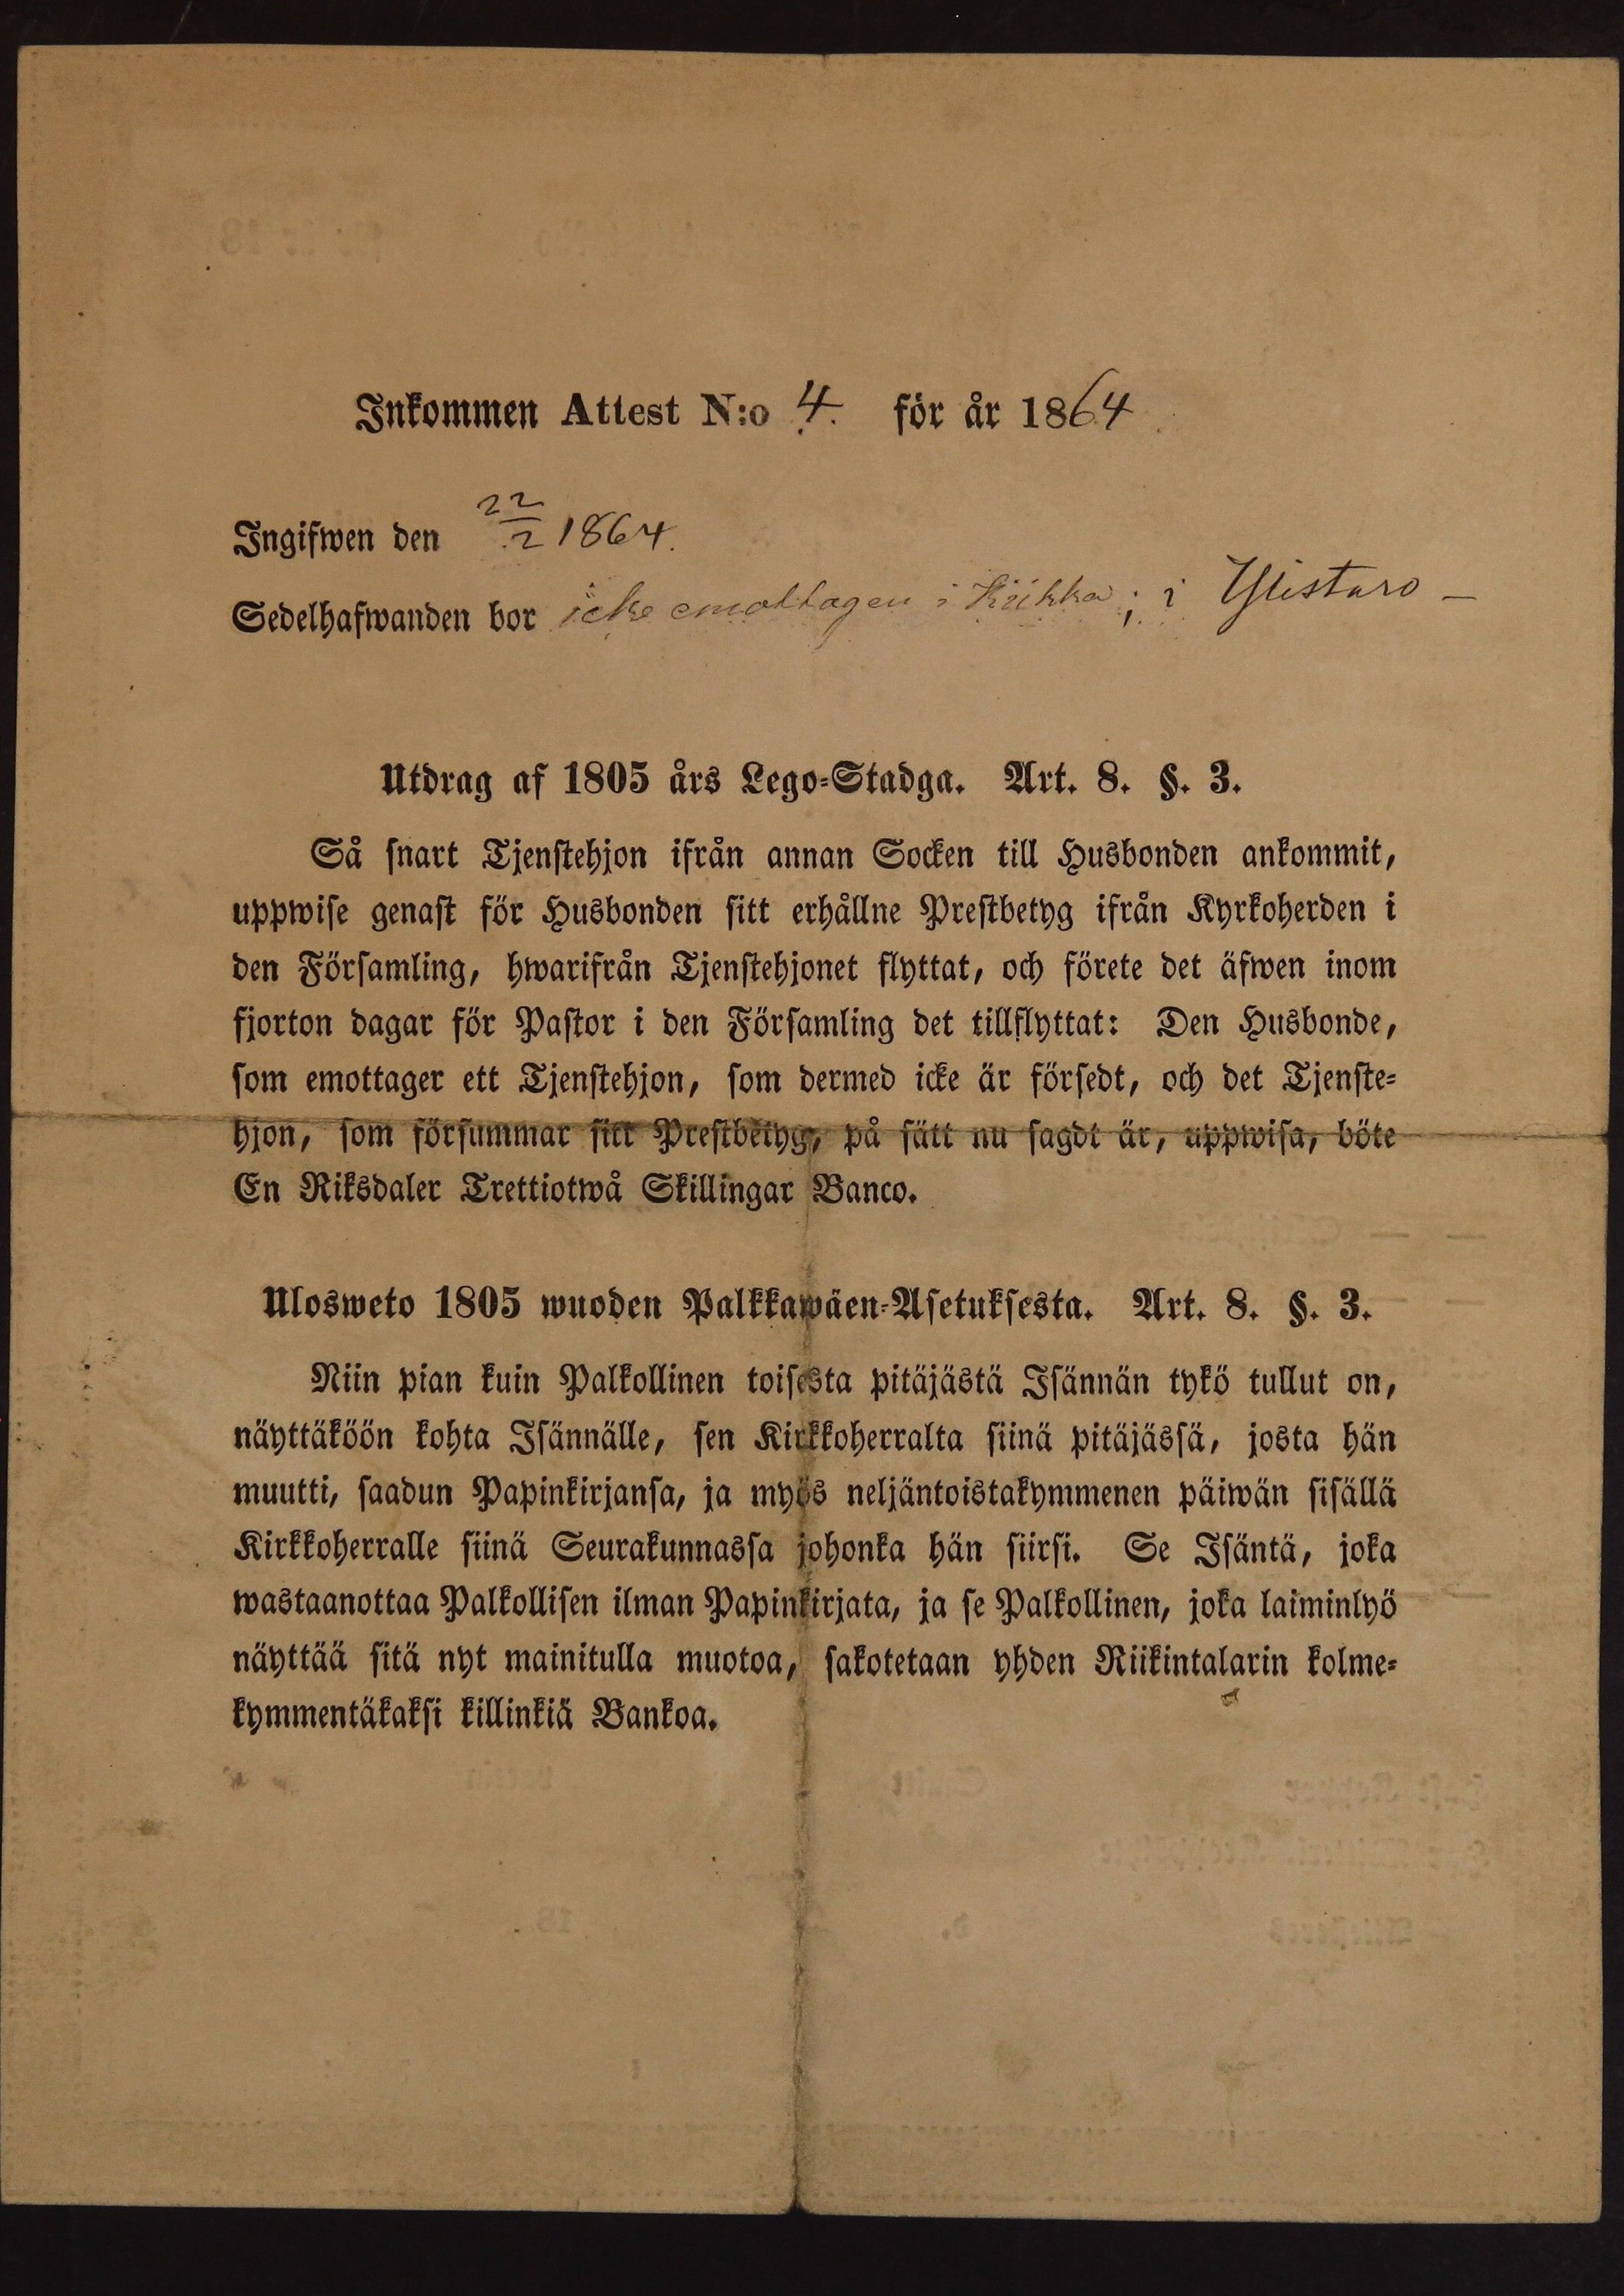 Inkommen Attest N:o 4. för år 1864
Ingifwen den 22/2 1864.
Sedelhafwanden bor icke emottagen i Kiikka; i Ylistaro –
Utdrag af 1805 års Lego-Stadga. Art. 8. §. 3.
Så snart Tjenstehjon ifrån annan Socken till Husbonden ankommit,
uppwise genast för Husbonden sitt erhållne Prestbetyg ifrån Kyrkoherden i
den Församling, hwarifrån Tjenstehjonet flyttat, och förete det äfwen inom
fjorton dagar för Pastor i den Församling det tillflyttat: Den Husbonde,
som emottager ett Tjenstehjon, som dermed icke är försedt, och det Tjenste-
hjon, som försummar sitt Prestbetyg, på sätt nu sagdt är, uppwisa, böte
En Riksdaler Trettiotwå Skillingar Banco.
Ulosweto 1805 wuoden Palkkawäen-Asetuksesta. Art. 8. §. 3.
Niin pian kuin Palkollinen toisesta pitäjästä Isännän tykö tullut on,
näyttäköön kohta Isännälle, sen Kirkkoherralta siinä pitäjässä, josta hän
muutti, saadun Papinkirjansa, ja myös neljäntoistakymmenen päiwän sisällä
Kirkkoherralle siinä Seurakunnassa johonka hän siirsi. Se Isäntä, joka
wastaanottaa Palkollisen ilman Papinkirjata, ja se Palkollinen, joka laiminlyö
näyttää sitä nyt mainitulla muotoa, sakotetaan yhden Riikintalarin kolme-
kymmentäkaksi killinkiä Bankoa.